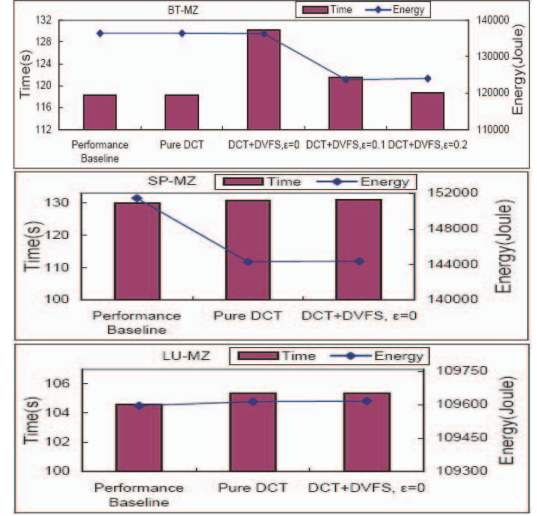 BT-MZ
Time Energy
Time(s)
132
128
124
120
116
112
140000
130000
120000
110000
Energy(Joule)
Performance Baseline
Pure DCT
DCT+DVFS,ε=0
DCT+DVFS,ε=0.1
DCT+DVFS,ε=0.2
SP-MZ
Time Energy
Time(s)
130
120
110
100
152000
148000
144000
140000
Energy(Joule)
Performance Baseline
Pure DCT
DCT+DVFS, ε=0
LU-MZ
Time Energy
Time(s)
106
104
102
100
109750
109600
109450
109300
Energy(Joule)
Performance Baseline
Pure DCT
DCT+DVFS, ε=0